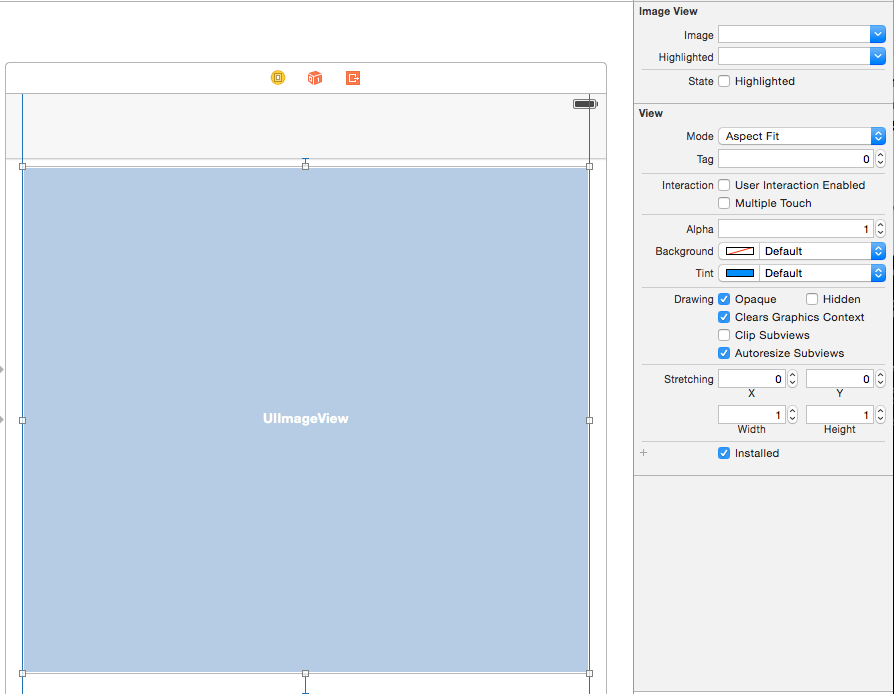 Image View
Image
Highlighted
State Highlighted
View
Mode Aspect Fit
Tag 0
Interaction User Interaction Enabled
Multiple Touch
Alpha 1
Background Default
Tint Default
Drawing Opaque Hidden
Clears Graphics Context
Clip Subviews
Autoresize Subviews
Stretching 0 0
X Y
1 1
Width Height
+ Installed
UIImageView